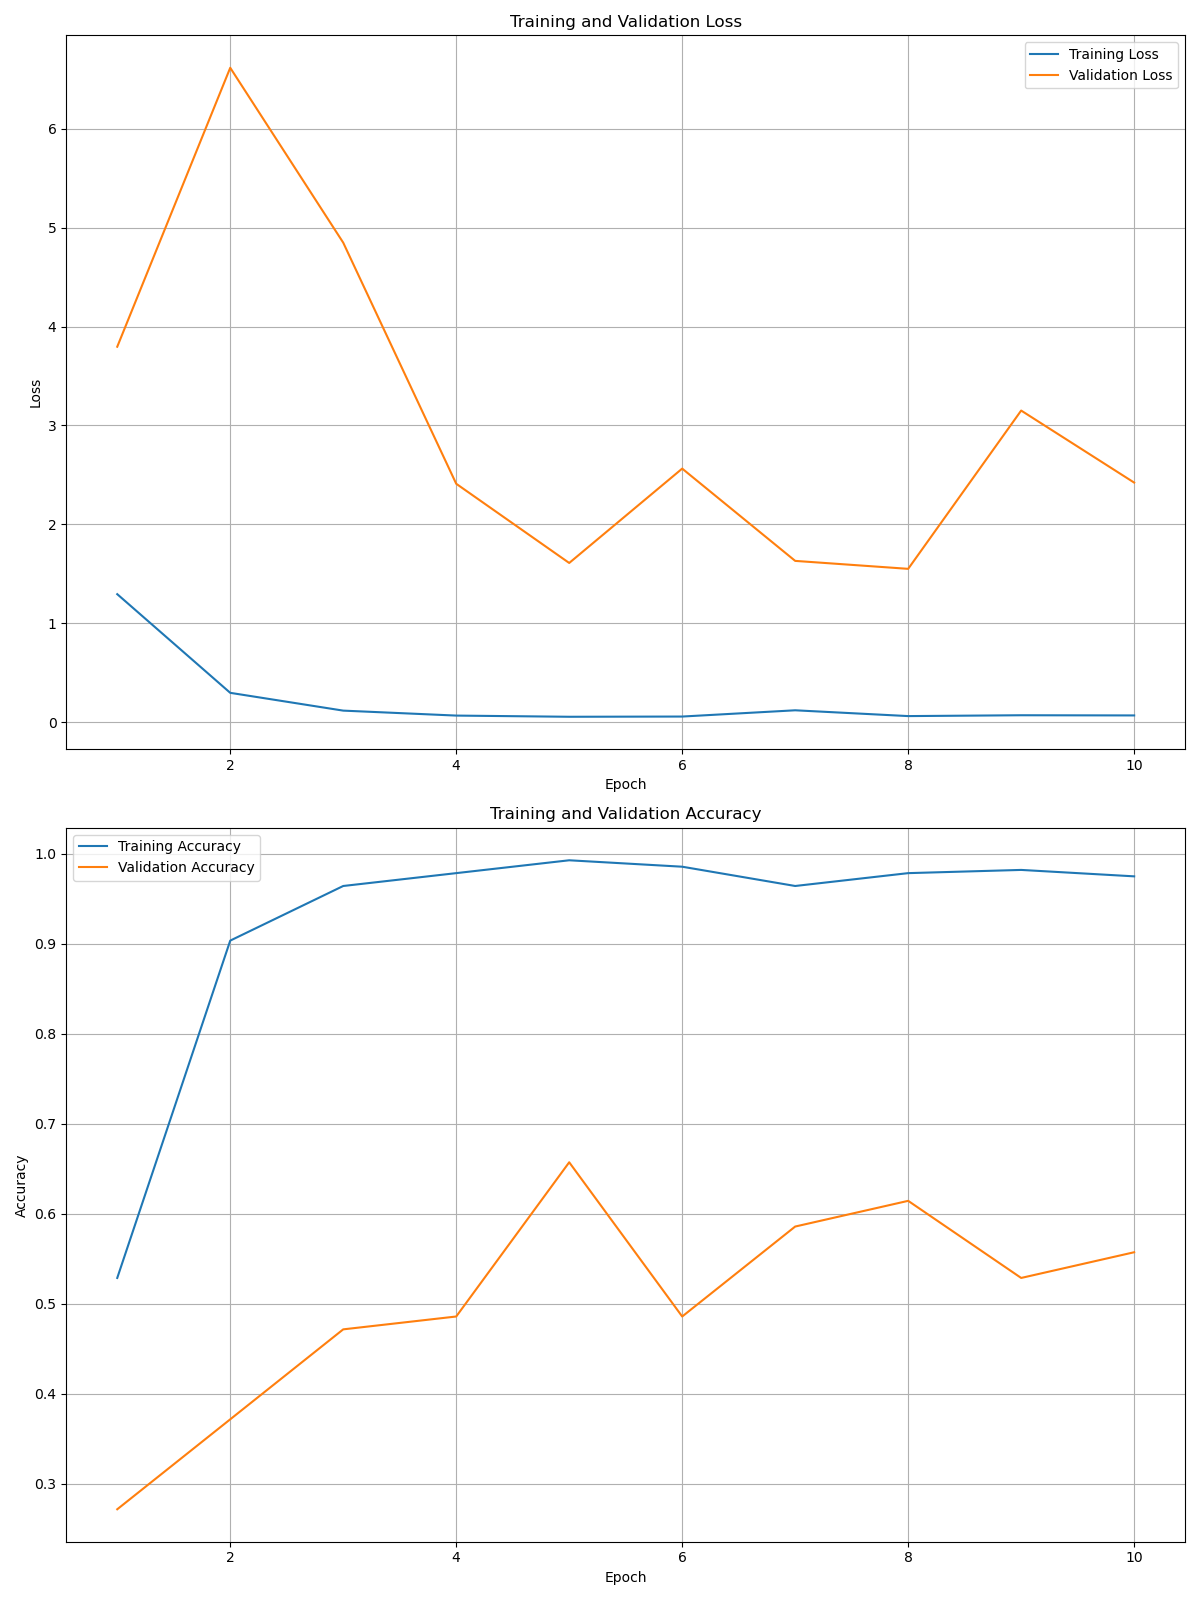 Training and Validation Loss
Training Loss
Validation Loss
6
5
4
3
2
1
0
Loss
2 4 6 8 10
Epoch
Training and Validation Accuracy
Training Accuracy
Validation Accuracy
1.0
0.9
0.8
0.7
0.6
0.5
0.4
0.3
Accuracy
2 4 6 8 10
Epoch